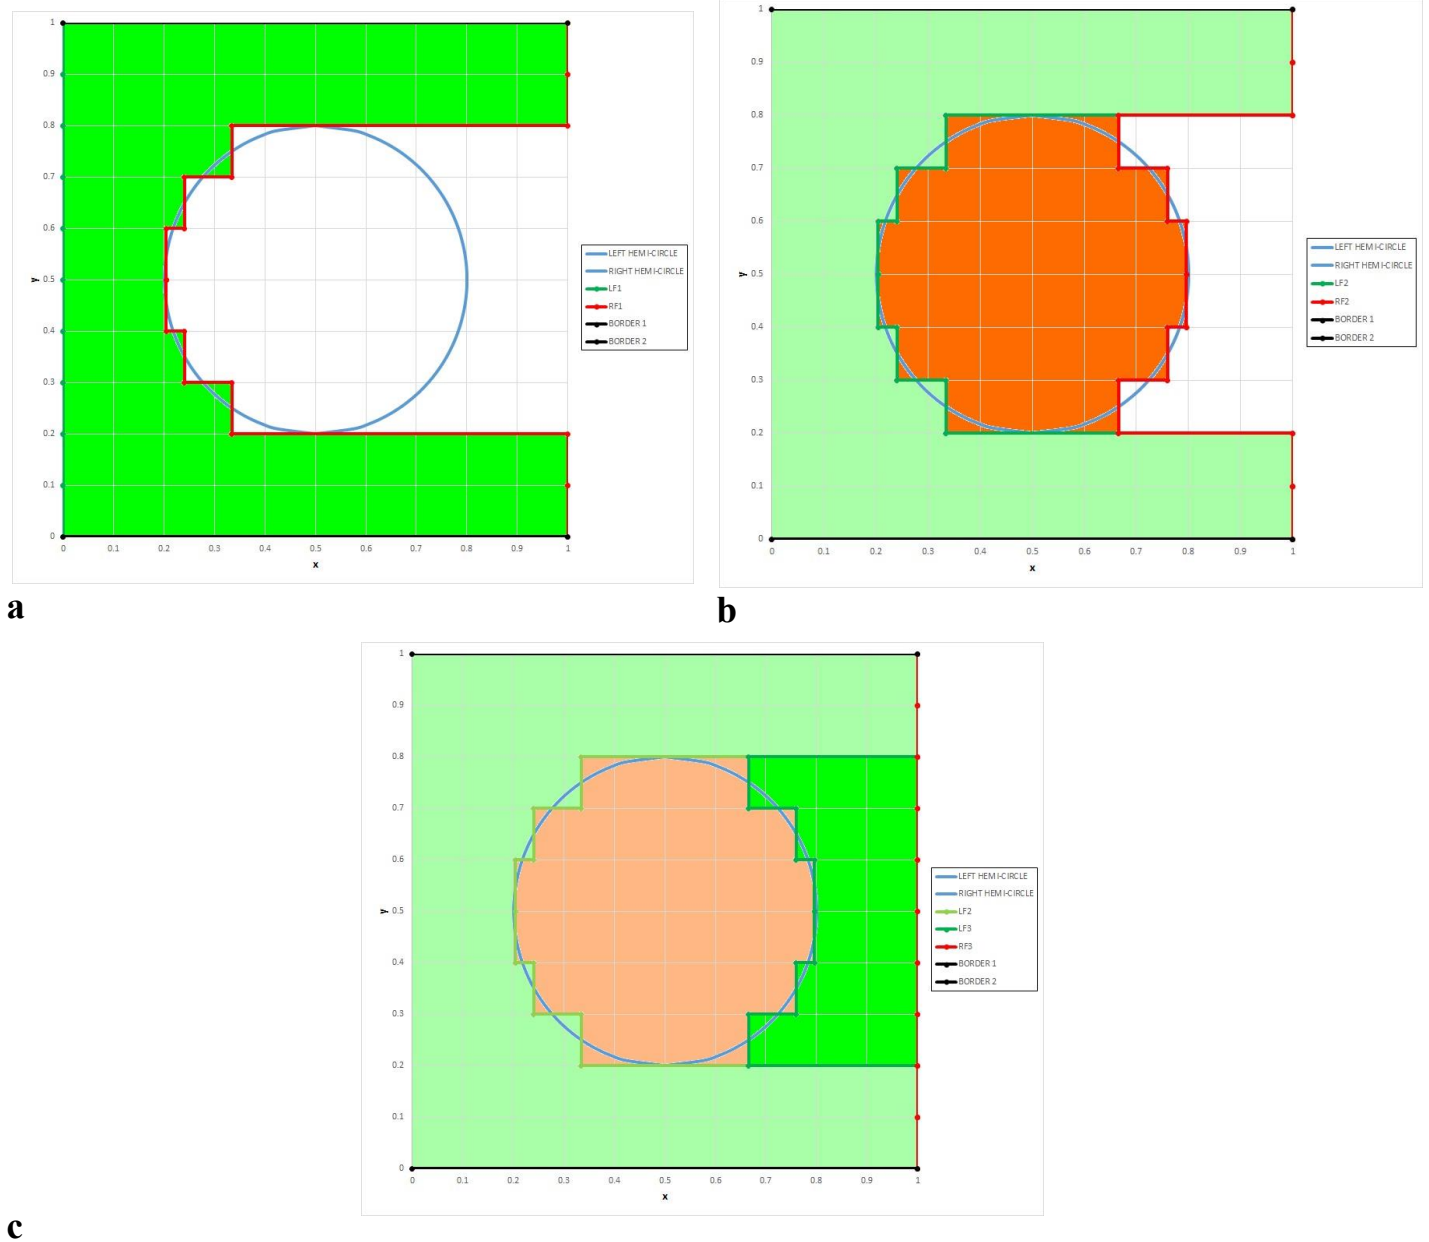 1
0.9
0.8
0.7
0.6
0.5
0.4
0.3
0.2
0.1
0
y
0 0.1 0.2 0.3 0.4 0.5 0.6 0.7 0.8 0.9 1
x
LEFT HEMI-CIRCLE
RIGHT HEMI-CIRCLE
LF1
RF1
BORDER 1
BORDER 2
a
1
0.9
0.8
0.7
0.6
0.5
0.4
0.3
0.2
0.1
0
y
0 0.1 0.2 0.3 0.4 0.5 0.6 0.7 0.8 0.9 1
x
LEFT HEMI-CIRCLE
RIGHT HEMI-CIRCLE
LF2
RF2
BORDER 1
BORDER 2
b
1
0.9
0.8
0.7
0.6
0.5
0.4
0.3
0.2
0.1
0
y
0 0.1 0.2 0.3 0.4 0.5 0.6 0.7 0.8 0.9 1
x
LEFT HEMI-CIRCLE
RIGHT HEMI-CIRCLE
LF2
LF3
RF3
BORDER 1
BORDER 2
c